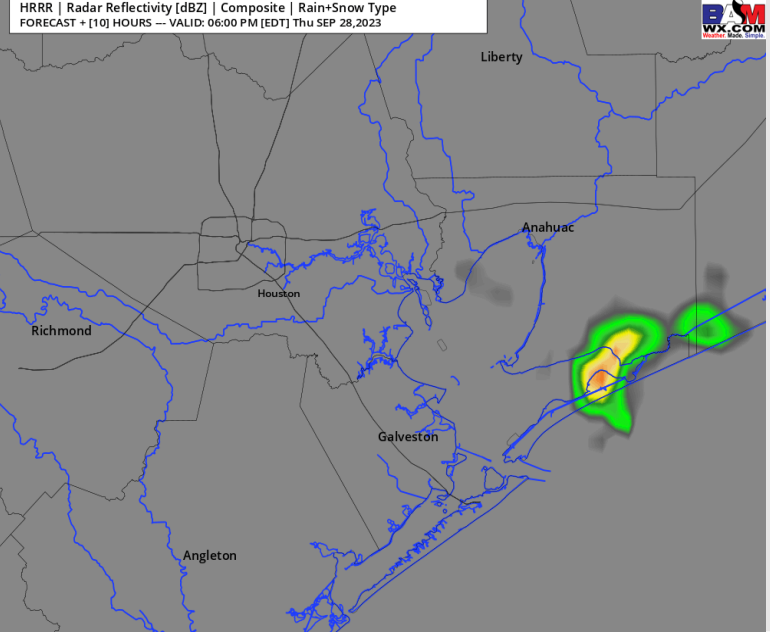 HRRR | Radar Reflectivity [dBZ] | Composite | Rain+Snow Type
FORECAST + [10] HOURS --- VALID: 06:00 PM [EDT] Thu SEP 28,2023
BAM
WX.COM
Weather. Made. Simple.
Liberty
Anahuac
Houston
Richmond
Galveston
Angleton